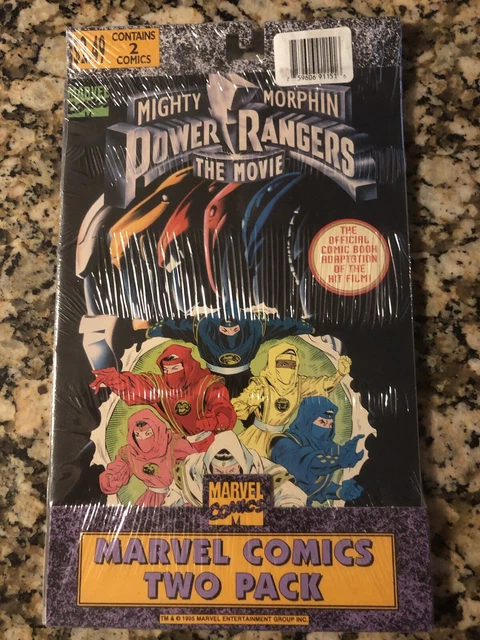 CONTAINS
2
COMICS
MARVEL
MIGHTY MORPHIN
POWER RANGERS
THE MOVIE
THE
OFFICIAL
COMIC BOOK
ADAPTATION
OF THE
HIT FILM!
MARVEL
COMICS
MARVEL COMICS
TWO PACK
TM & © 1995 MARVEL ENTERTAINMENT GROUP INC.